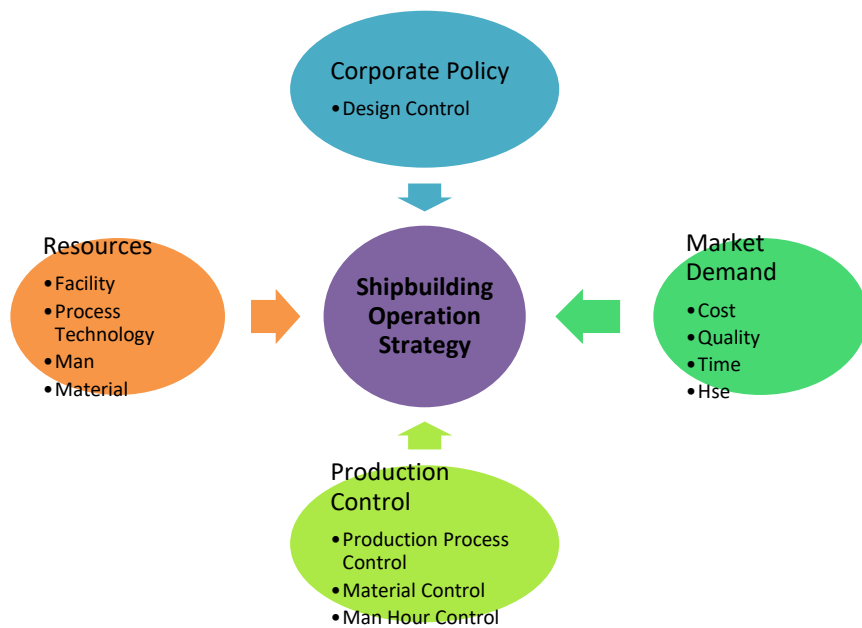 Corporate Policy
•Design Control
Resources
•Facility
•Process
Technology
•Man
•Material
Shipbuilding
Operation
Strategy
Market
Demand
•Cost
•Quality
•Time
•Hse
Production
Control
•Production Process
Control
•Material Control
•Man Hour Control